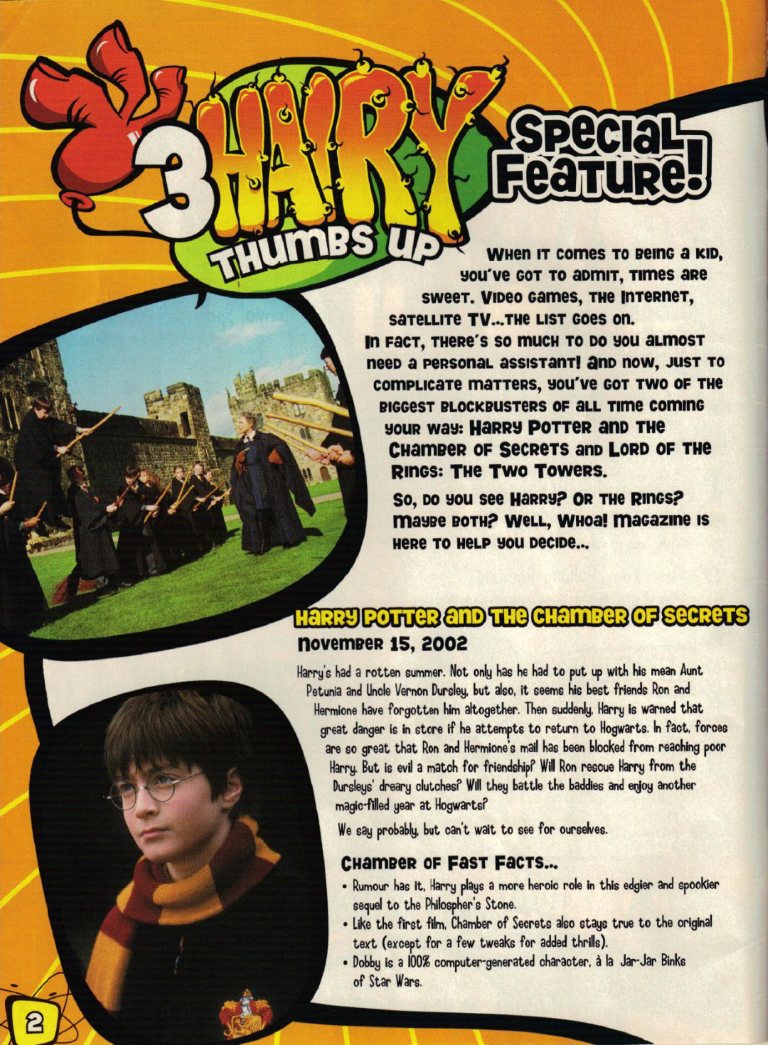 3 HAIRY
THUMBS UP
SPECIAL
FEATURE!
WHEN IT COMES TO BEING A KID,
YOU'VE GOT TO ADMIT, TIMES ARE
SWEET. VIDEO GAMES, THE INTERNET,
SATELLITE TV...THE LIST GOES ON.
IN FACT, THERE'S SO MUCH TO DO YOU ALMOST
NEED A PERSONAL ASSISTANT! AND NOW, JUST TO
COMPLICATE MATTERS, YOU'VE GOT TWO OF THE
BIGGEST BLOCKBUSTERS OF ALL TIME COMING
YOUR WAY: HARRY POTTER AND THE
CHAMBER OF SECRETS AND LORD OF THE
RINGS: THE TWO TOWERS.
SO, DO YOU SEE HARRY? OR THE RINGS?
MAYBE BOTH? WELL, WHOA! MAGAZINE IS
HERE TO HELP YOU DECIDE...
HARRY POTTER AND THE CHAMBER OF SECRETS
NOVEMBER 15, 2002
Harry's had a rotten summer. Not only has he had to put up with his mean Aunt
Petunia and Uncle Vernon Dursley, but also, it seems his best friends Ron and
Hermione have forgotten him altogether. Then suddenly, Harry is warned that
great danger is in store if he attempts to return to Hogwarts. In fact, forces
are so great that Ron and Hermione's mail has been blocked from reaching poor
Harry. But is evil a match for friendship? Will Ron rescue Harry from the
Dursleys' dreary clutches? Will they battle the baddies and enjoy another
magic-filled year at Hogwarts?
We say probably, but can't wait to see for ourselves.
CHAMBER OF FAST FACTS...
• Rumour has it, Harry plays a more heroic role in this edgier and spookier
sequel to the Philospher's Stone.
• Like the first film, Chamber of Secrets also stays true to the original
text (except for a few tweaks for added thrills).
• Dobby is a 100% computer-generated character, à la Jar-Jar Binks
of Star Wars.
2